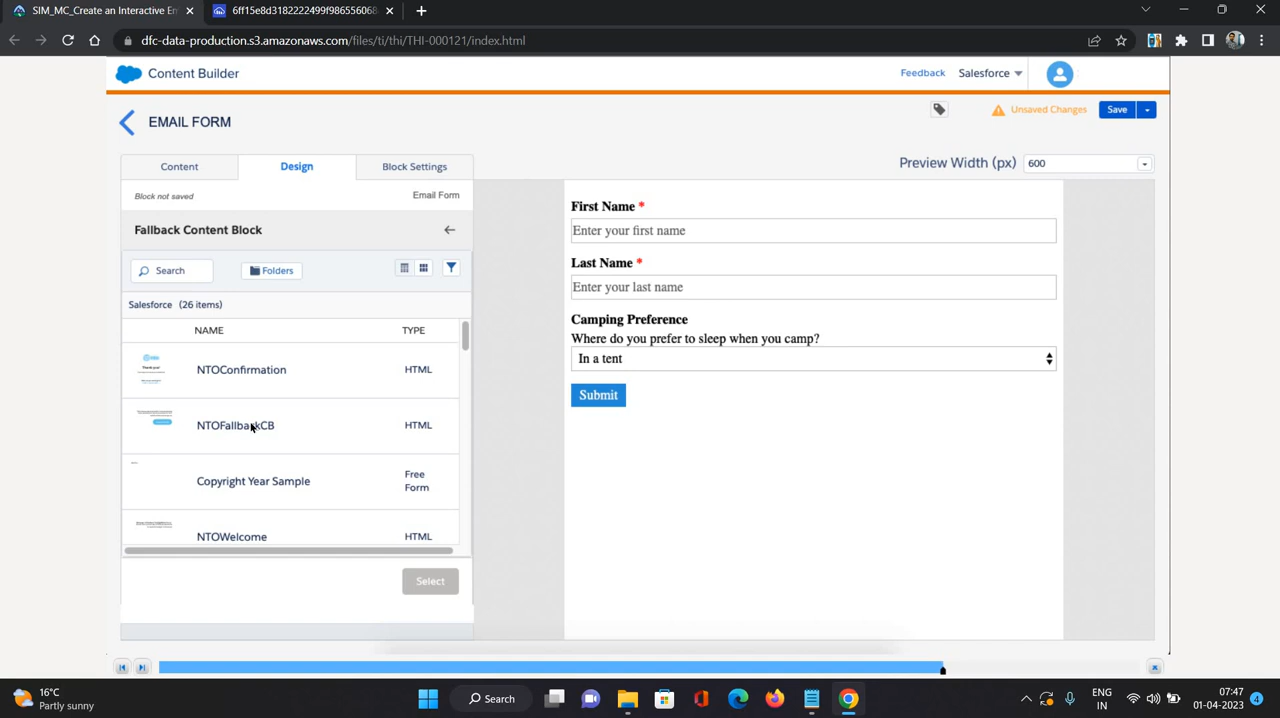 SIM_MC_Create an Interactive Em
6ff15e8d3182222499f986556068
dfc-data-production.s3.amazonaws.com/files/ti/thi/THI-000121/index.html
Content Builder
Feedback
Salesforce
EMAIL FORM
Unsaved Changes
Save
Content
Design
Block Settings
Preview Width (px)
600
Block not saved
Email Form
Fallback Content Block
Search
Folders
Salesforce (26 items)
NAME
TYPE
NTOConfirmation
HTML
NTOFallbackCB
HTML
Copyright Year Sample
Free
Form
NTOWelcome
HTML
Select
First Name *
Enter your first name
Last Name *
Enter your last name
Camping Preference
Where do you prefer to sleep when you camp?
In a tent
Submit
16°C
Partly sunny
Search
ENG
IN
07:47
01-04-2023
4